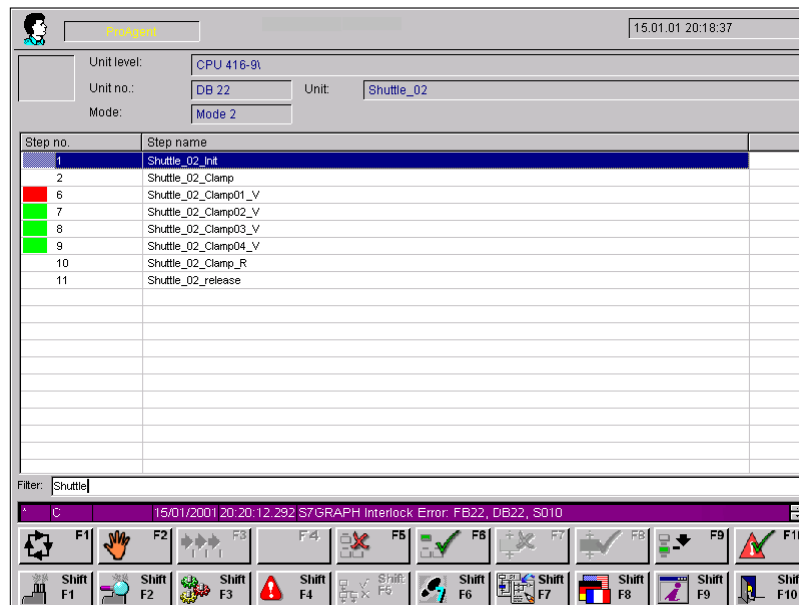 ProAgent 15.01.01 20:18:37
Unit level: CPU 416-9\
Unit no.: DB 22 Unit: Shuttle_02
Mode: Mode 2
Step no. Step name
1 Shuttle_02_Init
2 Shuttle_02_Clamp
6 Shuttle_02_Clamp01_V
7 Shuttle_02_Clamp02_V
8 Shuttle_02_Clamp03_V
9 Shuttle_02_Clamp04_V
10 Shuttle_02_Clamp_R
11 Shuttle_02_release
Filter: Shuttle
* C 15/01/2001 20:20:12.292 S7GRAPH Interlock Error: FB22, DB22, S010
F1 F2 F3 F4 F5 F6 F7 F8 F9 F10
Shift Shift Shift Shift Shift Shift Shift Shift Shift Shift
F1 F2 F3 F4 F5 F6 F7 F8 F9 F10